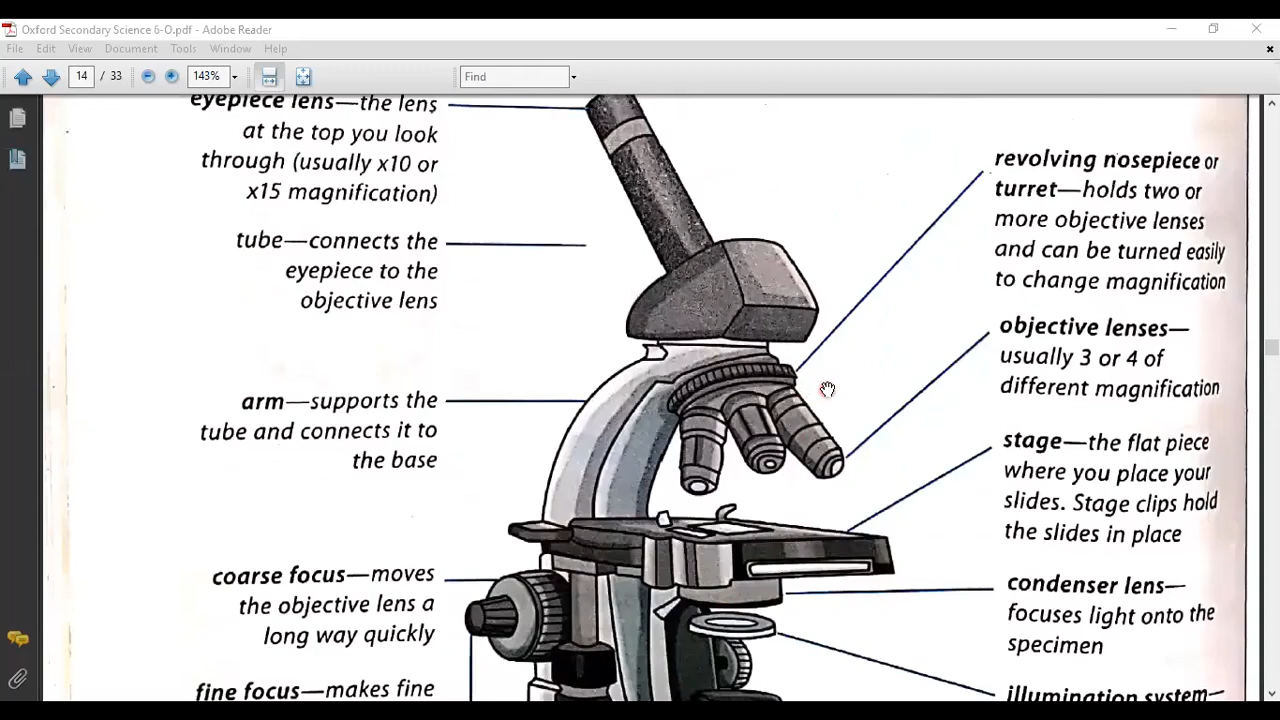 Oxford Secondary Science 6-O.pdf - Adobe Reader
File Edit View Document Tools Window Help
14 / 33 143% Find
eyepiece lens—the lens
at the top you look
through (usually x10 or
x15 magnification)
tube—connects the
eyepiece to the
objective lens
arm—supports the
tube and connects it to
the base
coarse focus—moves
the objective lens a
long way quickly
fine focus—makes fine
revolving nosepiece or
turret—holds two or
more objective lenses
and can be turned easily
to change magnification
objective lenses—
usually 3 or 4 of
different magnification
stage—the flat piece
where you place your
slides. Stage clips hold
the slides in place
condenser lens—
focuses light onto the
specimen
illumination system—